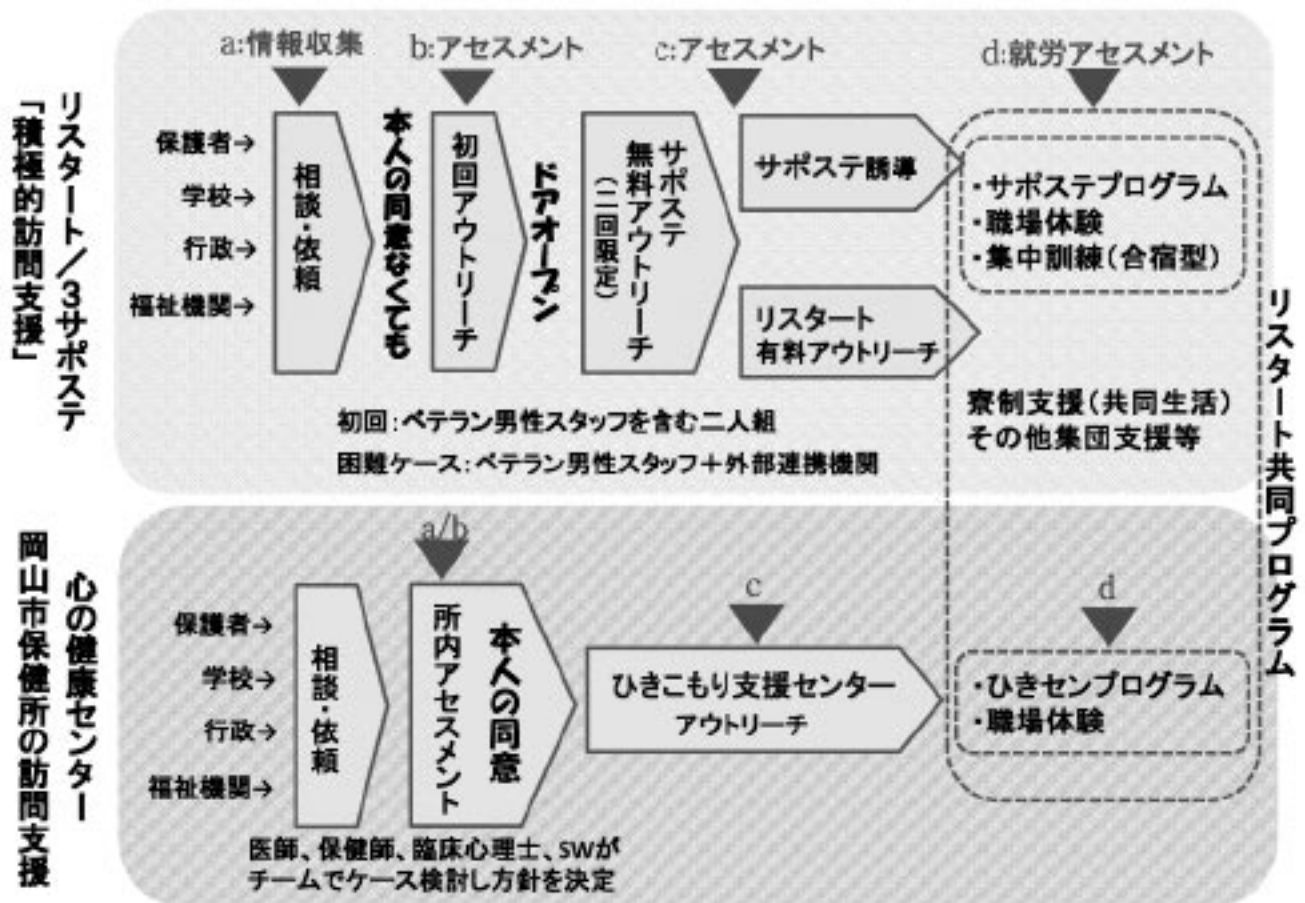 リスタート/3サポステ
「積極的訪問支援」
a:情報収集
b:アセスメント
c:アセスメント
d:就労アセスメント
保護者→
学校→
行政→
福祉機関→
相談・依頼
本人の同意なくても
初回アウトリーチ
ドアオープン
サポステ
無料アウトリーチ
(二回限定)
サポステ誘導
リスタート
有料アウトリーチ
・サポステプログラム
・職場体験
・集中訓練(合宿型)
寮制支援(共同生活)
その他集団支援等
初回:ベテラン男性スタッフを含む二人組
困難ケース:ベテラン男性スタッフ+外部連携機関
リスタート共同プログラム
心の健康センター
岡山市保健所の訪問支援
a/b
c
d
保護者→
学校→
行政→
福祉機関→
相談・依頼
所内アセスメント
本人の同意
ひきこもり支援センター
アウトリーチ
・ひきセンプログラム
・職場体験
医師、保健師、臨床心理士、SWが
チームでケース検討し方針を決定